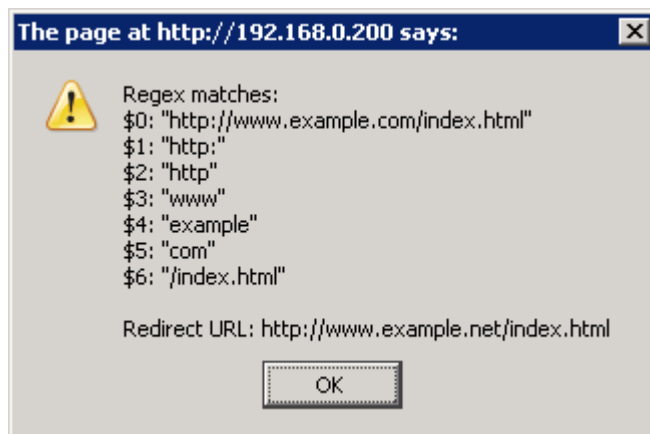 The page at http://192.168.0.200 says:
Regex matches:
$0: "http://www.example.com/index.html"
$1: "http:"
$2: "http"
$3: "www"
$4: "example"
$5: "com"
$6: "/index.html"
Redirect URL: http://www.example.net/index.html
OK